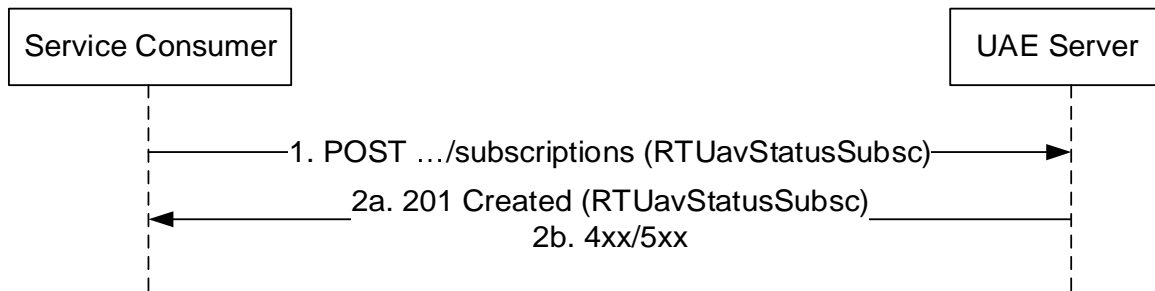 Service Consumer
UAE Server
1. POST …/subscriptions (RTUavStatusSubsc)
2a. 201 Created (RTUavStatusSubsc)
2b. 4xx/5xx